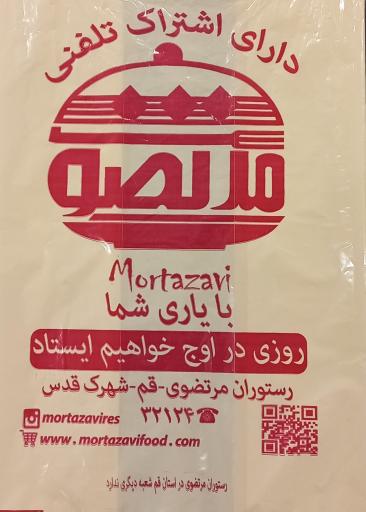 دارای اشتراک تلفنی
مرتضوی
Mortazavi
با یاری شما
روزی در اوج خواهیم ایستاد
رستوران مرتضوی-قم-شهرک قدس
mortazavires
۳۲۱۲۴
www.mortazavifood.com
رستوران مرتضوی در استان قم شعبه دیگری ندارد